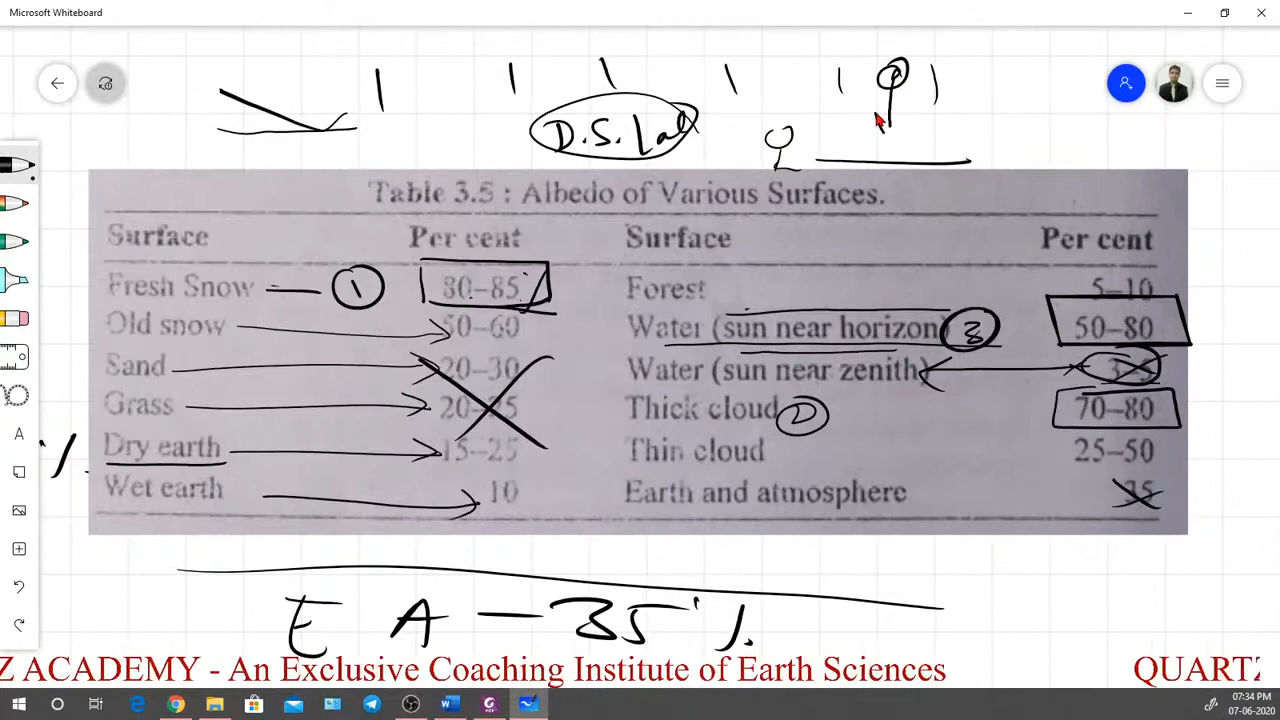 Microsoft Whiteboard
D.S. Lal
Table 3.5 : Albedo of Various Surfaces.
Surface Per cent Surface Per cent
Fresh Snow 1 80–85 % Forest 5–10
Old snow 50–60 Water (sun near horizon) 3 50–80
Sand 20–30 Water (sun near zenith)
Grass 20–25 Thick cloud 2 70–80
Dry earth 15–25 Thin cloud 25–50
Wet earth 10 Earth and atmosphere 35
%.
E A – 35 %.
Z ACADEMY - An Exclusive Coaching Institute of Earth Sciences QUARTZ
07:34 PM
07-06-2020